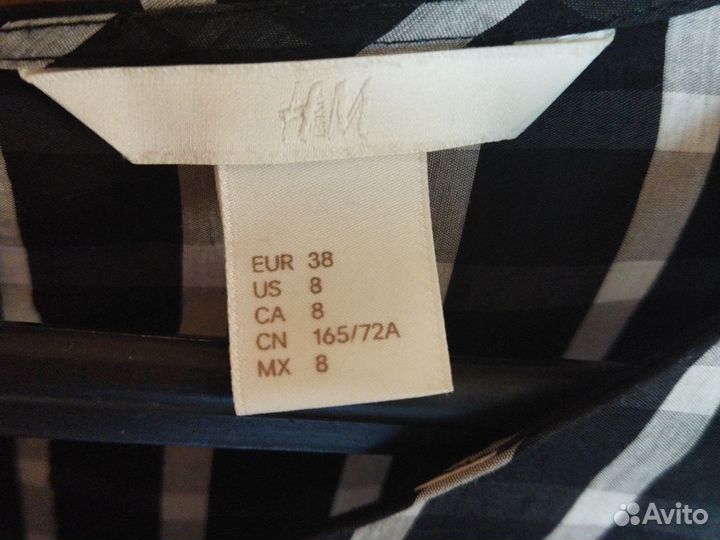 H&M
EUR 38
US 8
CA 8
CN 165/72A
MX 8
Avito